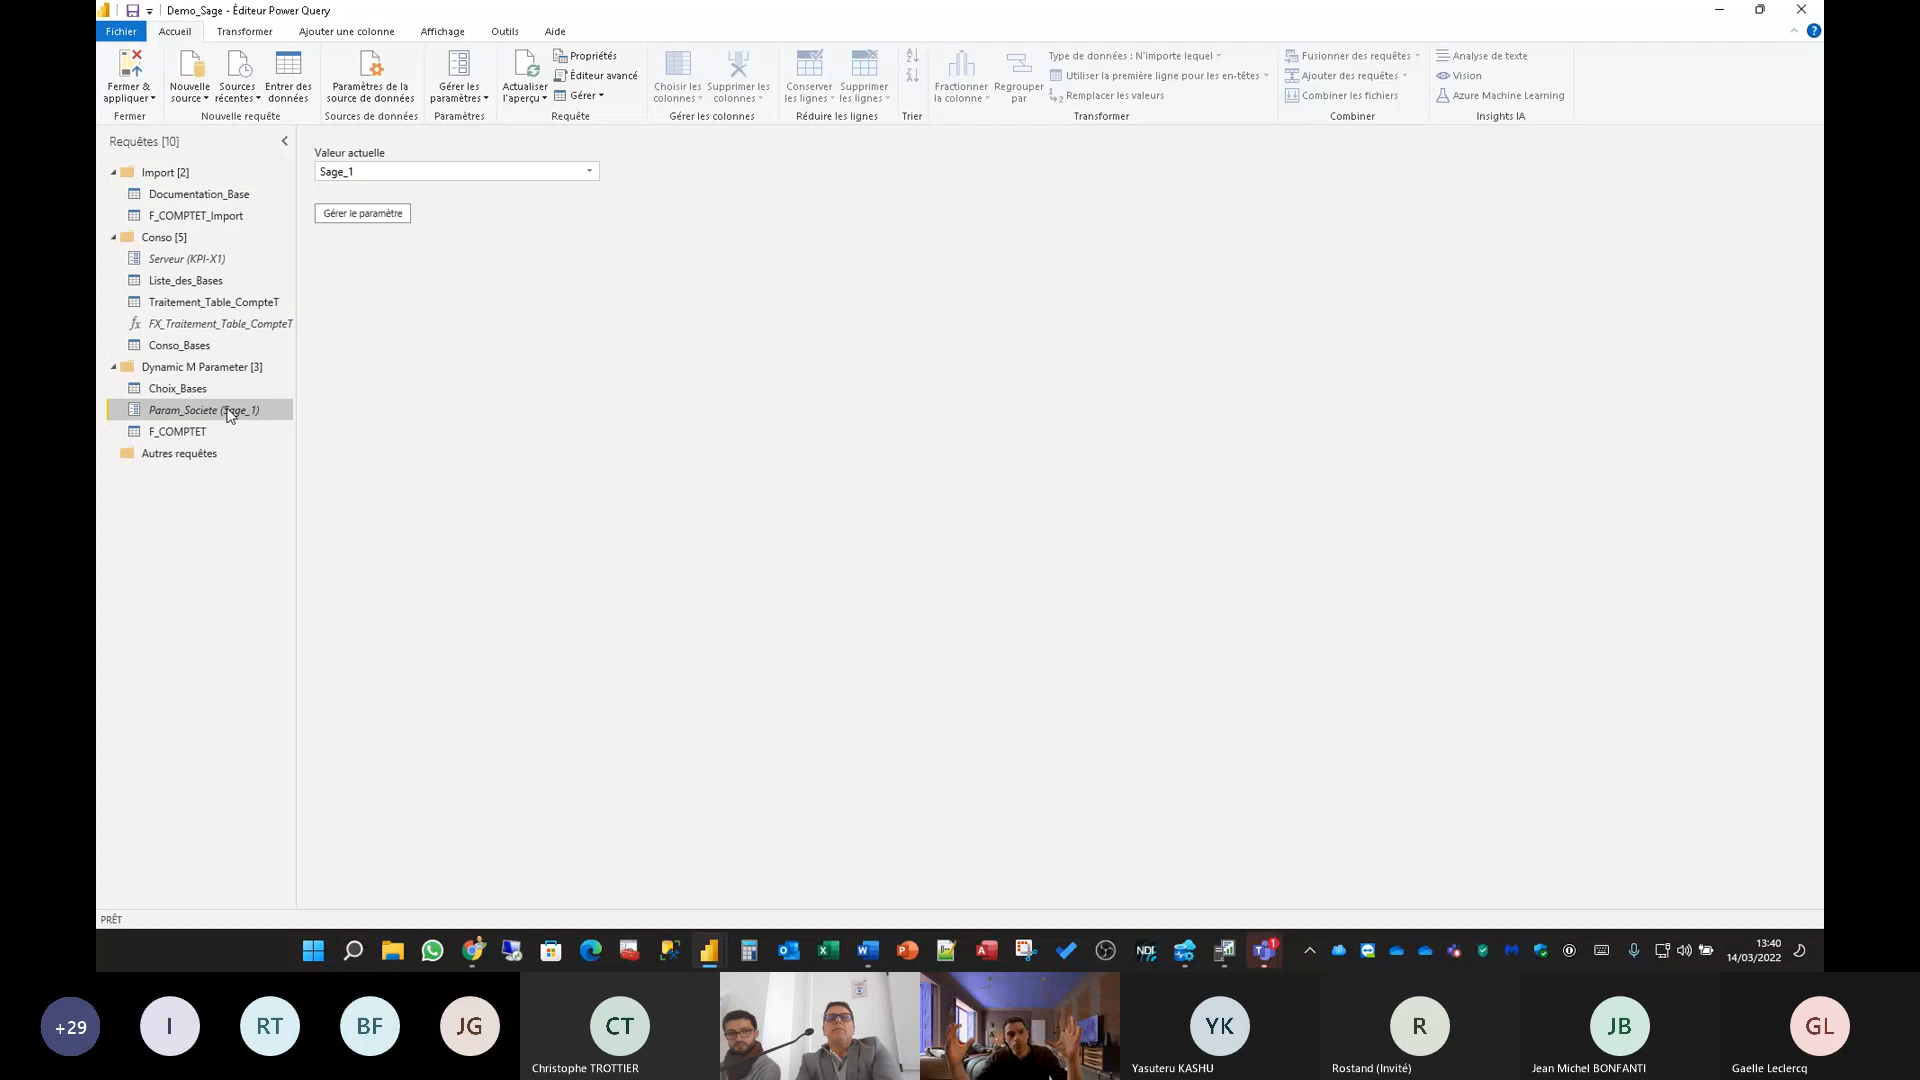 Demo_Sage - Éditeur Power Query
Fichier Accueil Transformer Ajouter une colonne Affichage Outils Aide
Fermer & appliquer
Nouvelle source
Sources récentes
Entrer des données
Paramètres de la source de données
Gérer les paramètres
Actualiser l'aperçu
Propriétés
Éditeur avancé
Gérer
Choisir les colonnes
Supprimer les colonnes
Conserver les lignes
Supprimer les lignes
Fractionner la colonne
Regrouper par
Type de données : N'importe lequel
Utiliser la première ligne pour les en-têtes
Remplacer les valeurs
Fusionner des requêtes
Ajouter des requêtes
Combiner les fichiers
Analyse de texte
Vision
Azure Machine Learning
Fermer Nouvelle requête Sources de données Paramètres Requête Gérer les colonnes Réduire les lignes Trier Transformer Combiner Insights IA
Requêtes [10]
Import [2]
Documentation_Base
F_COMPTET_Import
Conso [5]
Serveur (KPI-X1)
Liste_des_Bases
Traitement_Table_CompteT
fx FX_Traitement_Table_CompteT
Conso_Bases
Dynamic M Parameter [3]
Choix_Bases
Param_Societe (Sage_1)
F_COMPTET
Autres requêtes
Valeur actuelle
Sage_1
Gérer le paramètre
PRÊT
13:40
14/03/2022
+29
I
RT
BF
JG
CT
Christophe TROTTIER
YK
Yasuteru KASHU
R
Rostand (Invité)
JB
Jean Michel BONFANTI
GL
Gaelle Leclercq